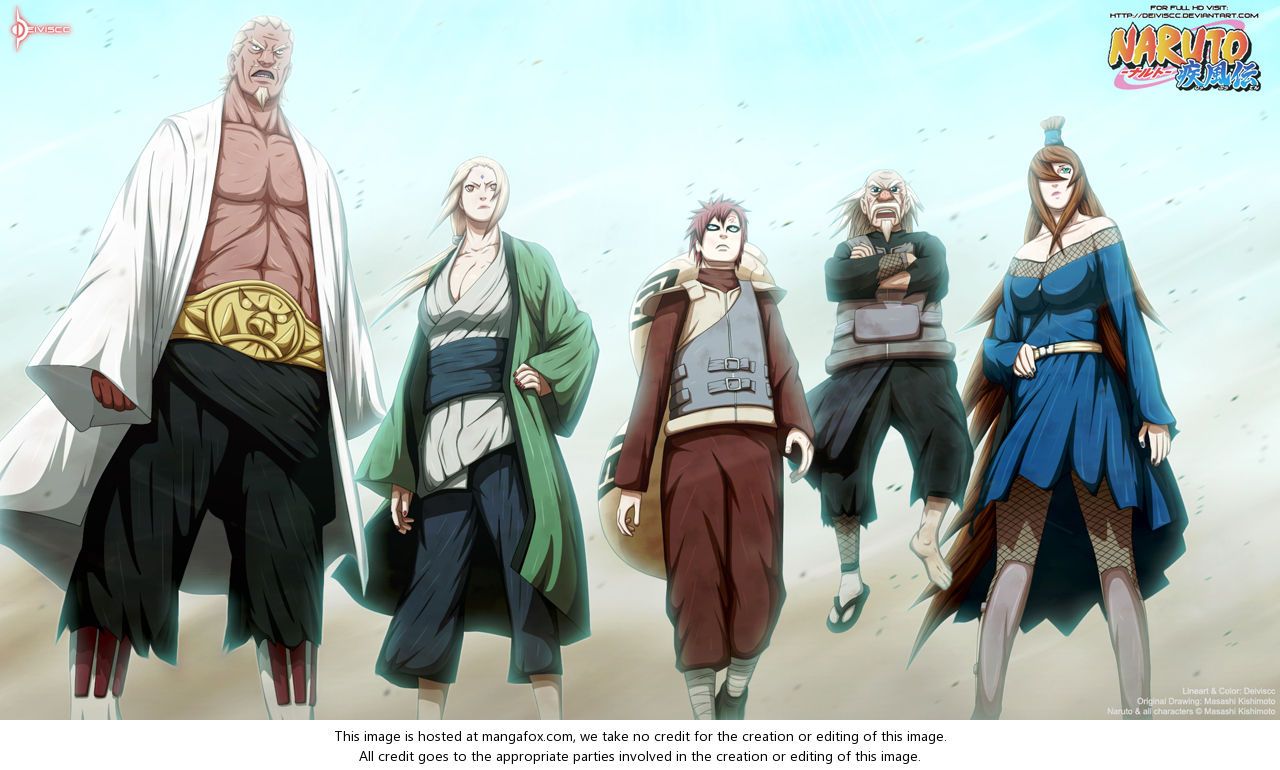 DEIVISCC
FOR FULL HD VISIT:
HTTP://DEIVISCC.DEVIANTART.COM
NARUTO
-ナルト-
疾風伝
Lineart & Color: Deiviscc
Original Drawing: Masashi Kishimoto
Naruto & all characters © Masashi Kishimoto
This image is hosted at mangafox.com, we take no credit for the creation or editing of this image.
All credit goes to the appropriate parties involved in the creation or editing of this image.